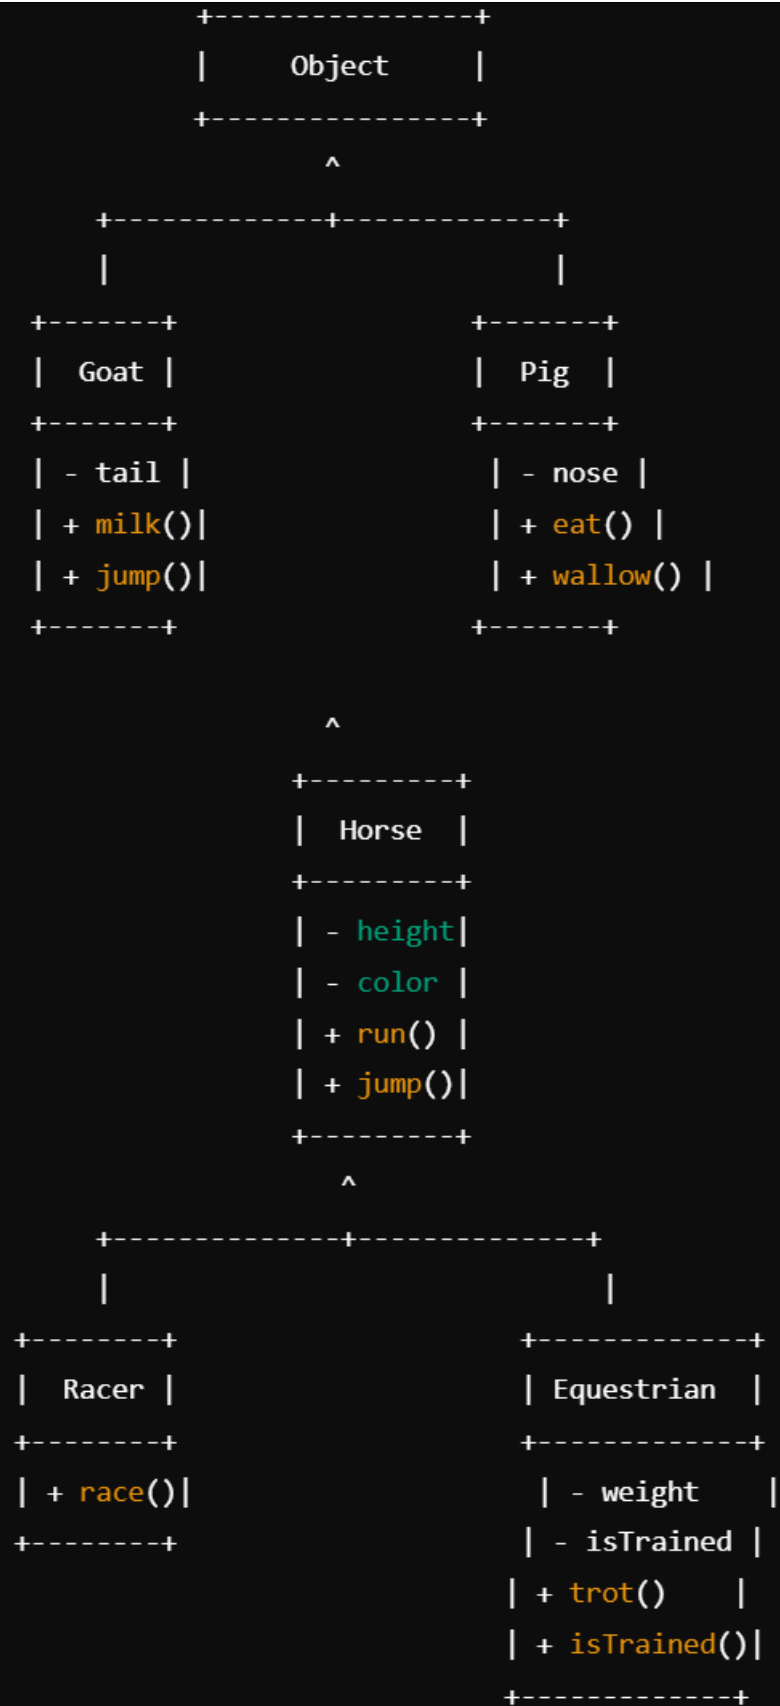 +----------------+
|     Object     |
+----------------+
^
+-------------+-------------+
|                           |
+-------+                  +-------+
|  Goat |                  |  Pig  |
+-------+                  +-------+
| - tail |                  | - nose |
| + milk()|                 | + eat() |
| + jump()|                 | + wallow() |
+-------+                  +-------+
^
+---------+
|  Horse  |
+---------+
| - height|
| - color |
| + run() |
| + jump()|
+---------+
^
+--------------+--------------+
|                              |
+--------+                     +-------------+
|  Racer |                     | Equestrian  |
+--------+                     +-------------+
| + race()|                     | - weight    |
+--------+                     | - isTrained |
| + trot()    |
| + isTrained()|
+-------------+